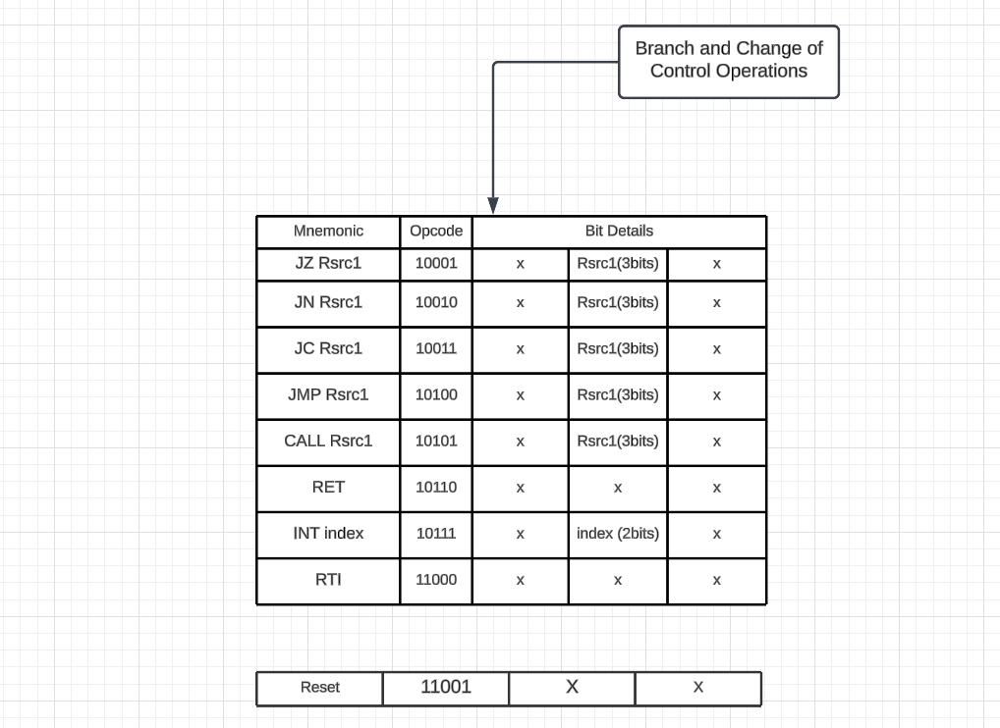 Branch and Change of
Control Operations
Mnemonic Opcode Bit Details
JZ Rsrc1 10001 x Rsrc1(3bits) x
JN Rsrc1 10010 x Rsrc1(3bits) x
JC Rsrc1 10011 x Rsrc1(3bits) x
JMP Rsrc1 10100 x Rsrc1(3bits) x
CALL Rsrc1 10101 x Rsrc1(3bits) x
RET 10110 x x x
INT index 10111 x index (2bits) x
RTI 11000 x x x
Reset 11001 X X